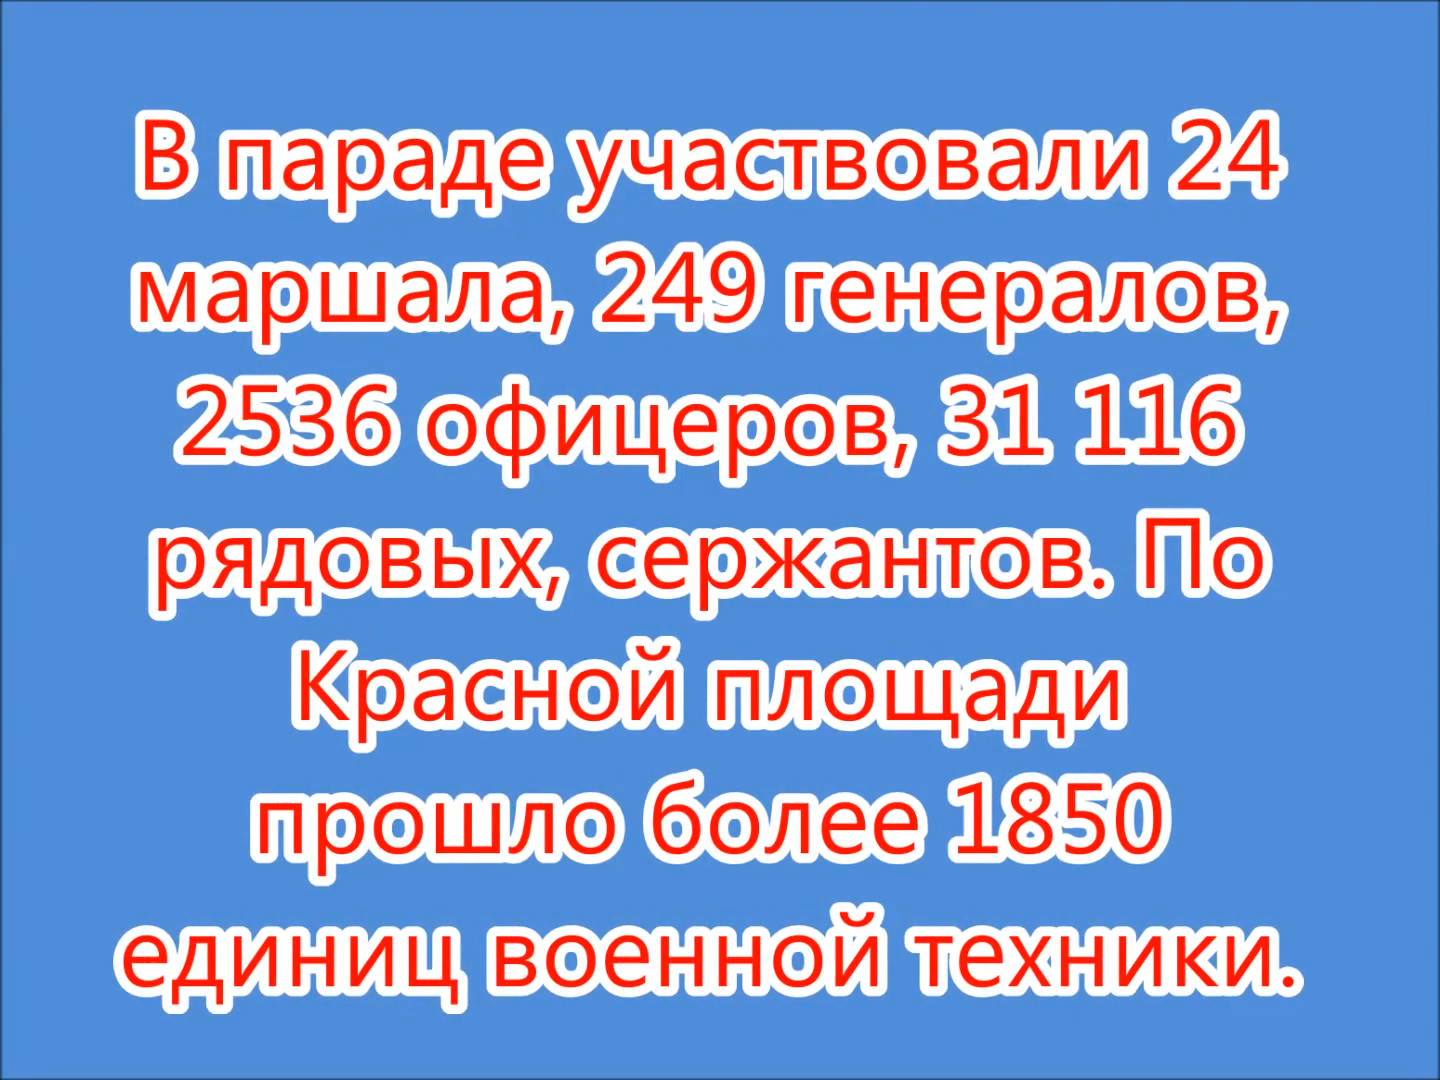 В параде участвовали 24
маршала, 249 генералов,
2536 офицеров, 31 116
рядовых, сержантов. По
Красной площади
прошло более 1850
единиц военной техники.